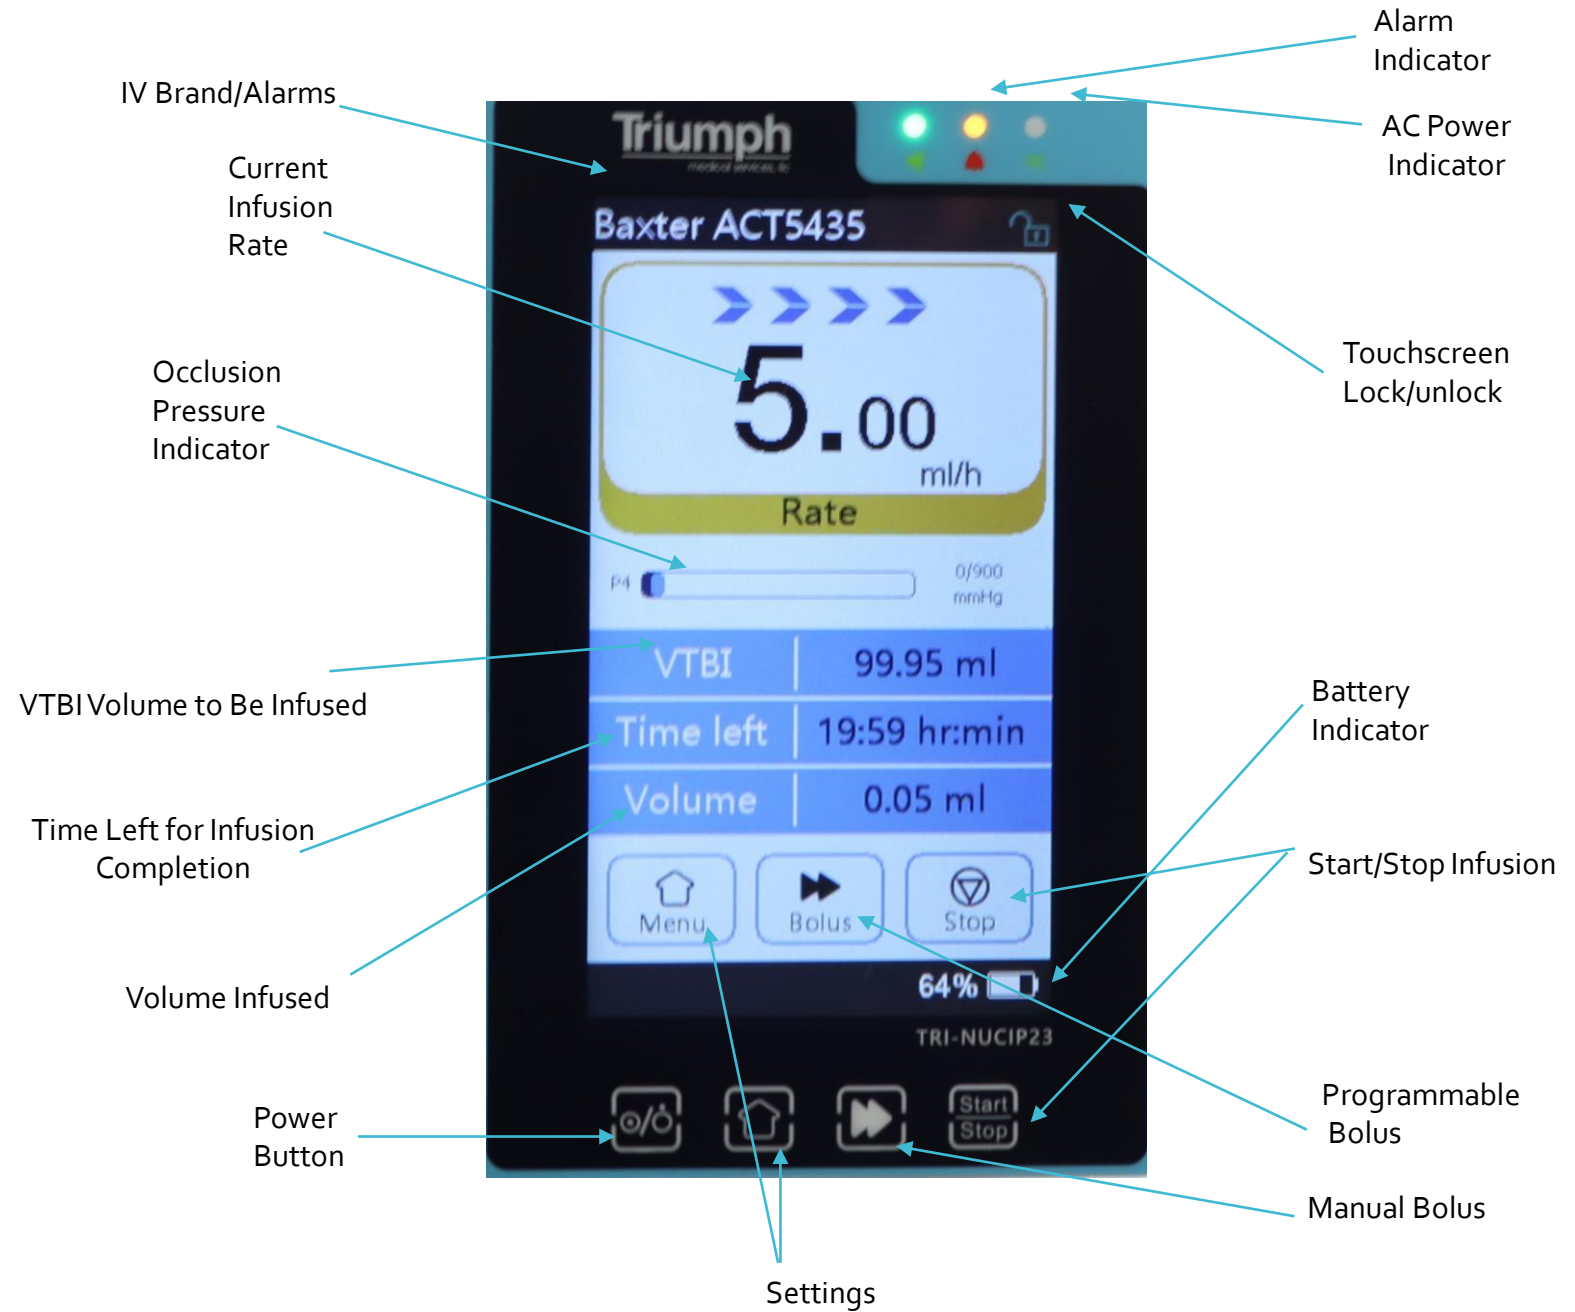 Alarm
Indicator
IV Brand/Alarms
AC Power
Indicator
Triumph
medical services, llc
Current
Infusion
Rate
Baxter ACT5435
5.00
ml/h
Rate
Touchscreen
Lock/unlock
Occlusion
Pressure
Indicator
P4
0/900
mmHg
VTBI
99.95 ml
VTBI Volume to Be Infused
Battery
Indicator
Time left
19:59 hr:min
Volume
0.05 ml
Time Left for Infusion
Completion
Start/Stop Infusion
Menu
Bolus
Stop
64%
Volume Infused
TRI-NUCIP23
Power
Button
Start
Stop
Programmable
Bolus
Manual Bolus
Settings